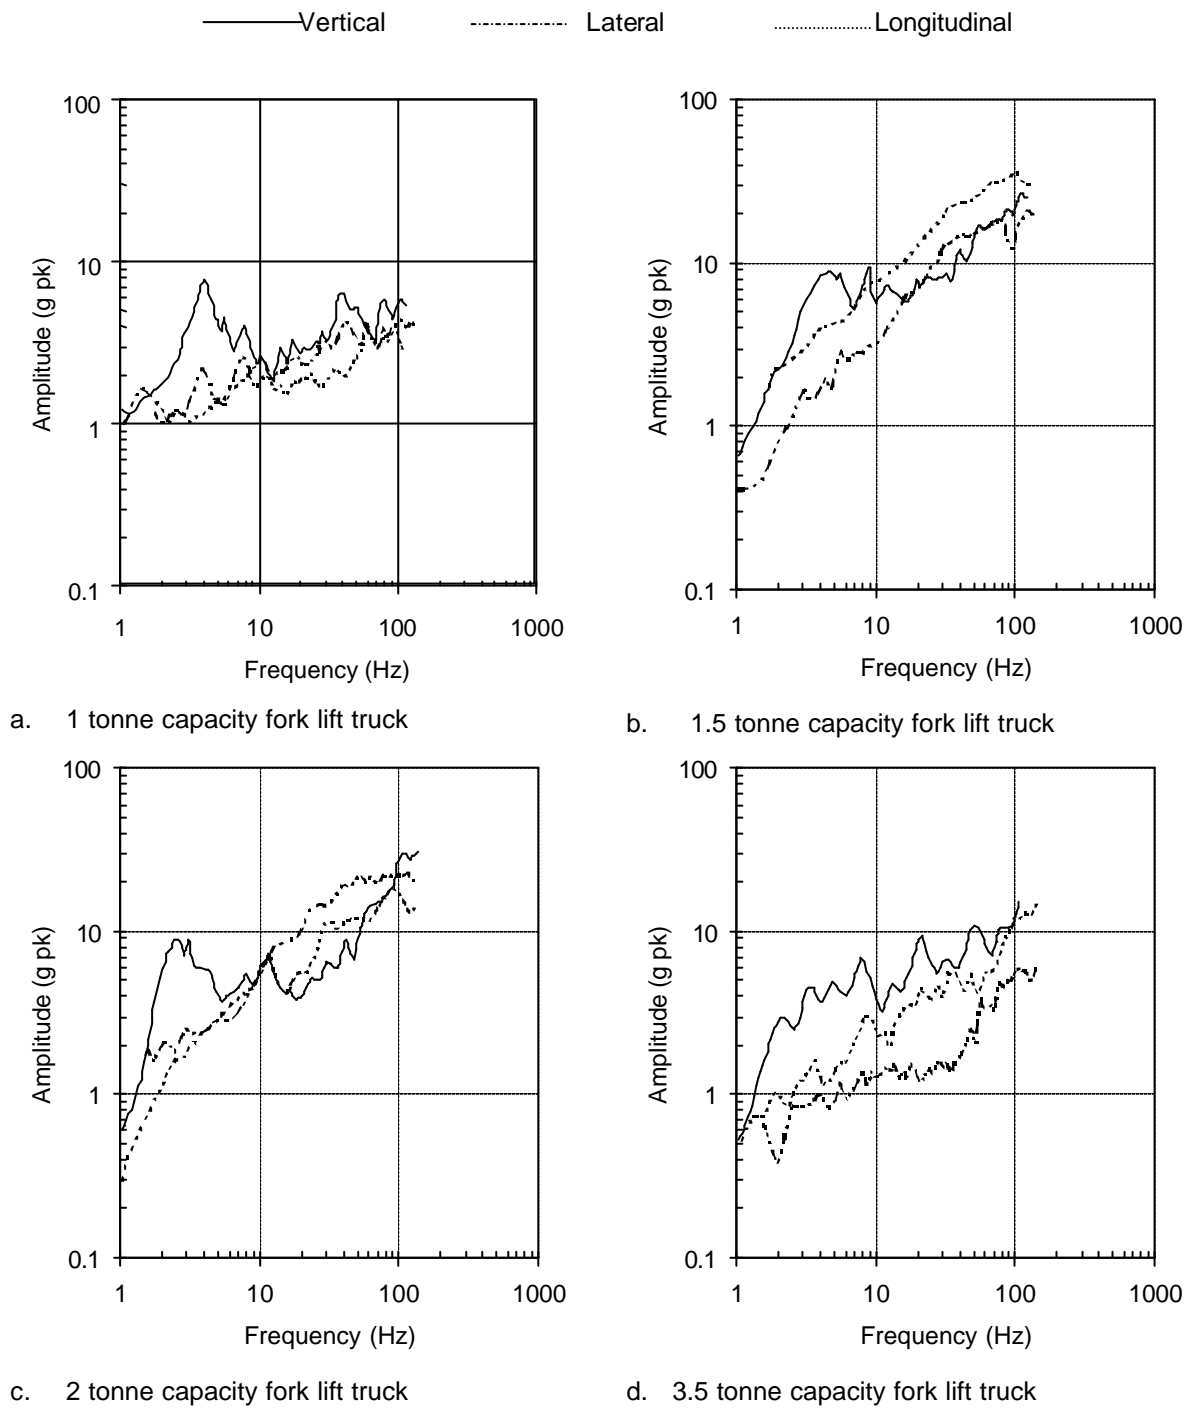 Vertical Lateral Longitudinal
100
10
1
0.1
Amplitude (g pk)
1 10 100 1000
Frequency (Hz)
a. 1 tonne capacity fork lift truck
100
10
1
0.1
Amplitude (g pk)
1 10 100 1000
Frequency (Hz)
b. 1.5 tonne capacity fork lift truck
100
10
1
0.1
Amplitude (g pk)
1 10 100 1000
Frequency (Hz)
c. 2 tonne capacity fork lift truck
100
10
1
0.1
Amplitude (g pk)
1 10 100 1000
Frequency (Hz)
d. 3.5 tonne capacity fork lift truck